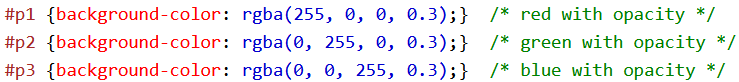 #p1 {background-color: rgba(255, 0, 0, 0.3);}  /* red with opacity */
#p2 {background-color: rgba(0, 255, 0, 0.3);}  /* green with opacity */
#p3 {background-color: rgba(0, 0, 255, 0.3);}  /* blue with opacity */